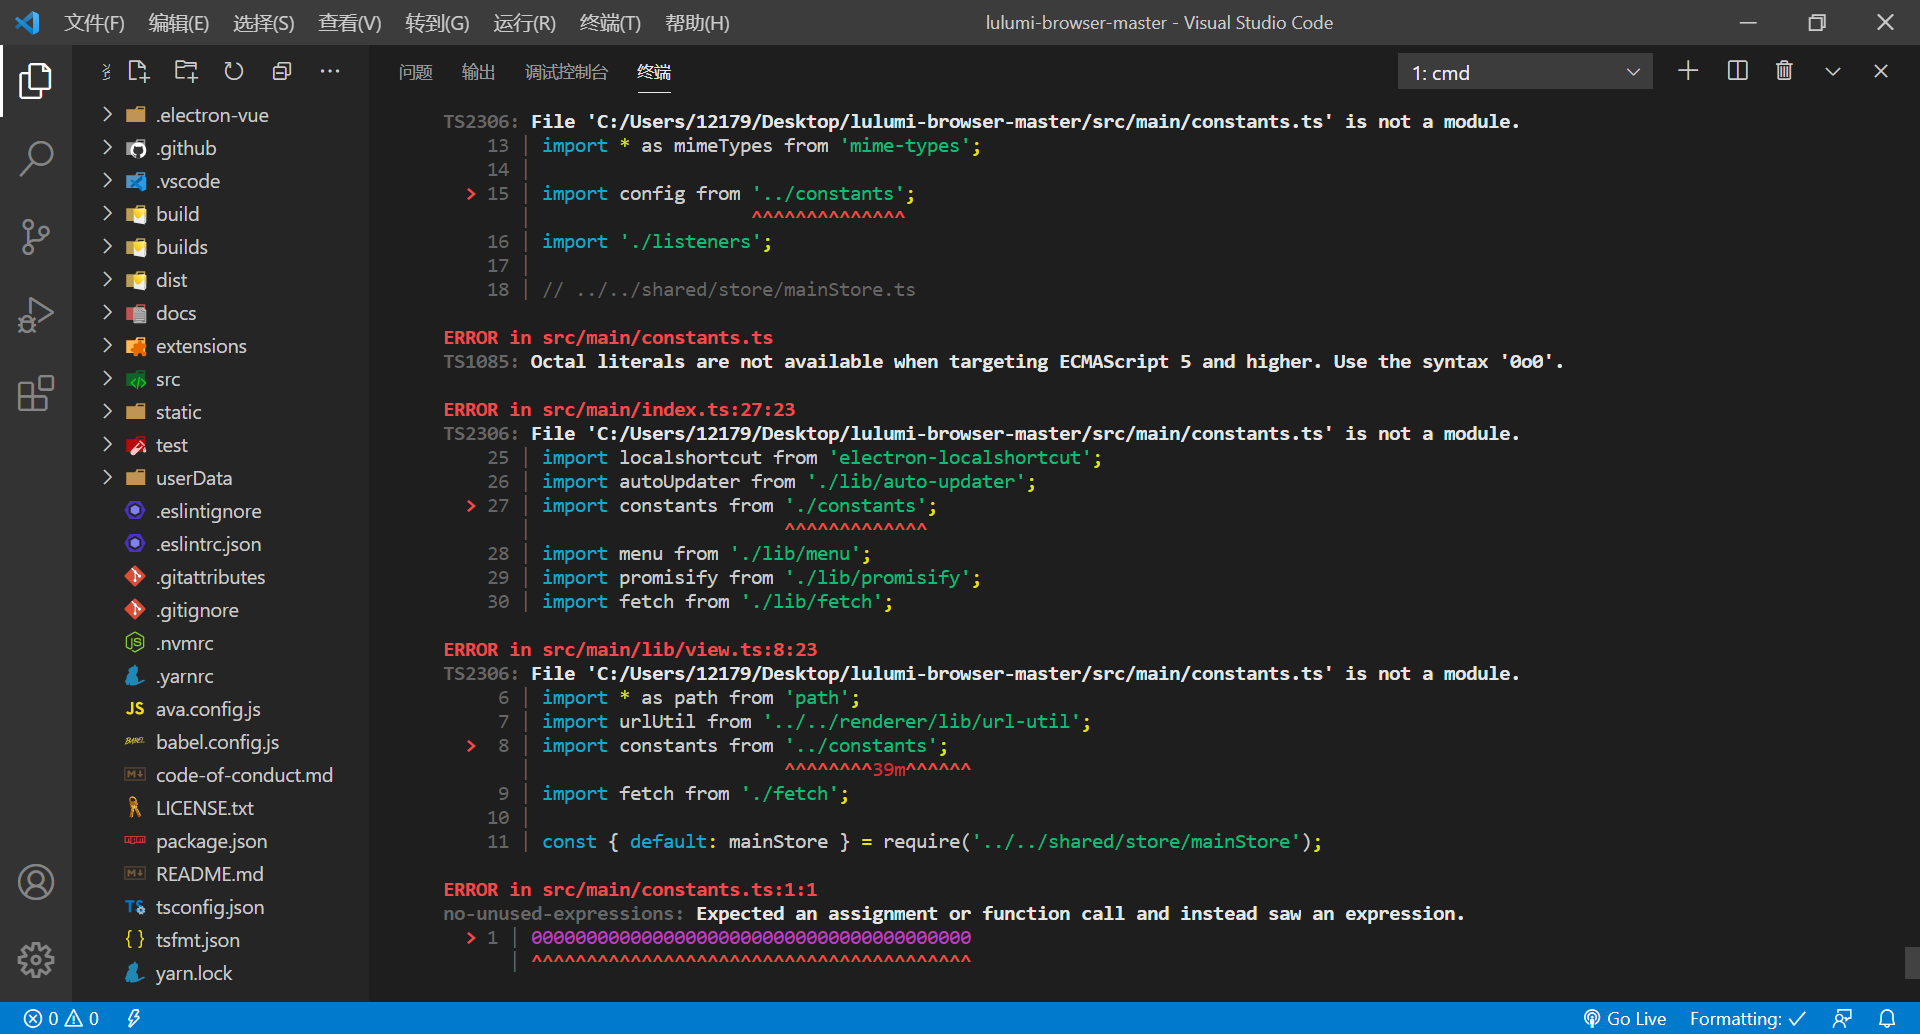 文件(F) 编辑(E) 选择(S) 查看(V) 转到(G) 运行(R) 终端(T) 帮助(H) lulumi-browser-master - Visual Studio Code
问题 输出 调试控制台 终端 1: cmd
.electron-vue
.github
.vscode
build
builds
dist
docs
extensions
src
static
test
userData
.eslintignore
.eslintrc.json
.gitattributes
.gitignore
.nvmrc
.yarnrc
JS ava.config.js
BABEL babel.config.js
M↓ code-of-conduct.md
LICENSE.txt
npm package.json
M↓ README.md
TS tsconfig.json
{ } tsfmt.json
yarn.lock
TS2306: File 'C:/Users/12179/Desktop/lulumi-browser-master/src/main/constants.ts' is not a module.
13 | import * as mimeTypes from 'mime-types';
14 |
> 15 | import config from '../constants';
| ^^^^^^^^^^^^^^
16 | import './listeners';
17 |
18 | // ../../shared/store/mainStore.ts
ERROR in src/main/constants.ts
TS1085: Octal literals are not available when targeting ECMAScript 5 and higher. Use the syntax '0o0'.
ERROR in src/main/index.ts:27:23
TS2306: File 'C:/Users/12179/Desktop/lulumi-browser-master/src/main/constants.ts' is not a module.
25 | import localshortcut from 'electron-localshortcut';
26 | import autoUpdater from './lib/auto-updater';
> 27 | import constants from './constants';
| ^^^^^^^^^^^^^
28 | import menu from './lib/menu';
29 | import promisify from './lib/promisify';
30 | import fetch from './lib/fetch';
ERROR in src/main/lib/view.ts:8:23
TS2306: File 'C:/Users/12179/Desktop/lulumi-browser-master/src/main/constants.ts' is not a module.
6 | import * as path from 'path';
7 | import urlUtil from '../../renderer/lib/url-util';
> 8 | import constants from '../constants';
| ^^^^^^^^39m^^^^^^
9 | import fetch from './fetch';
10 |
11 | const { default: mainStore } = require('../../shared/store/mainStore');
ERROR in src/main/constants.ts:1:1
no-unused-expressions: Expected an assignment or function call and instead saw an expression.
> 1 | 0000000000000000000000000000000000000000
| ^^^^^^^^^^^^^^^^^^^^^^^^^^^^^^^^^^^^^^^^
0 0 Go Live Formatting: ✓